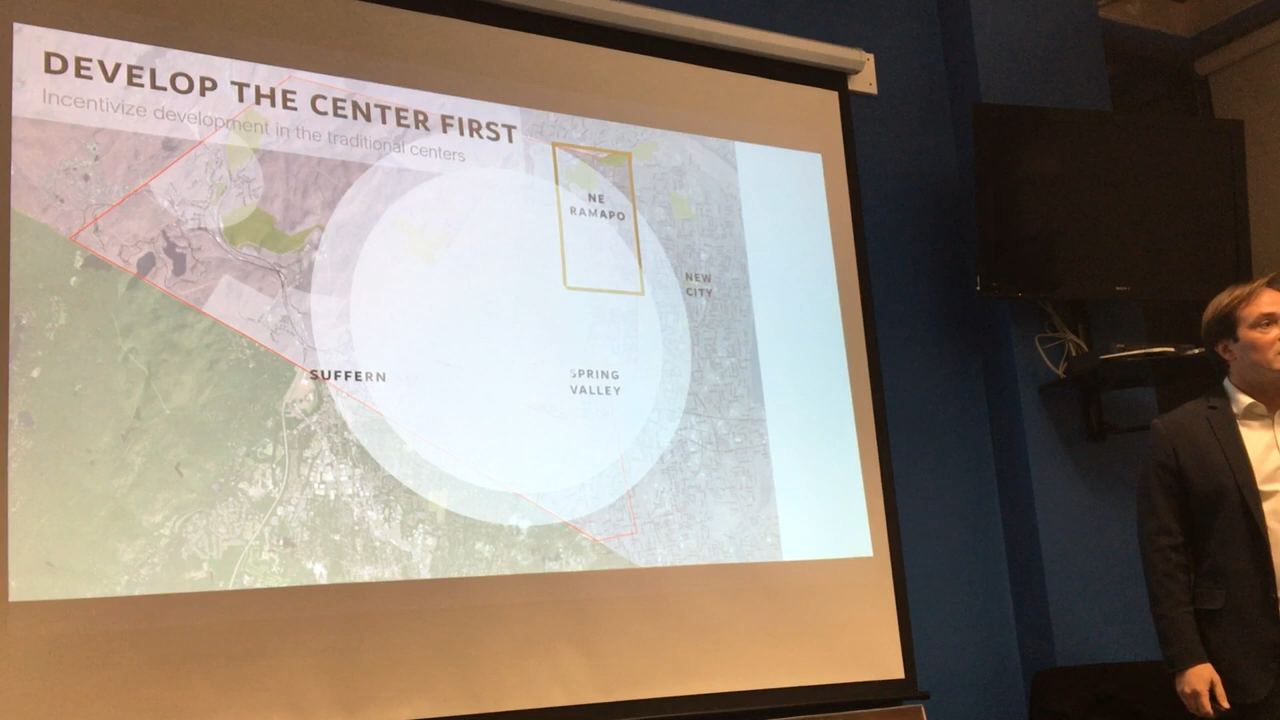 DEVELOP THE CENTER FIRST
Incentivize development in the traditional centers
NE
RAMAPO
NEW
CITY
SUFFERN
SPRING
VALLEY